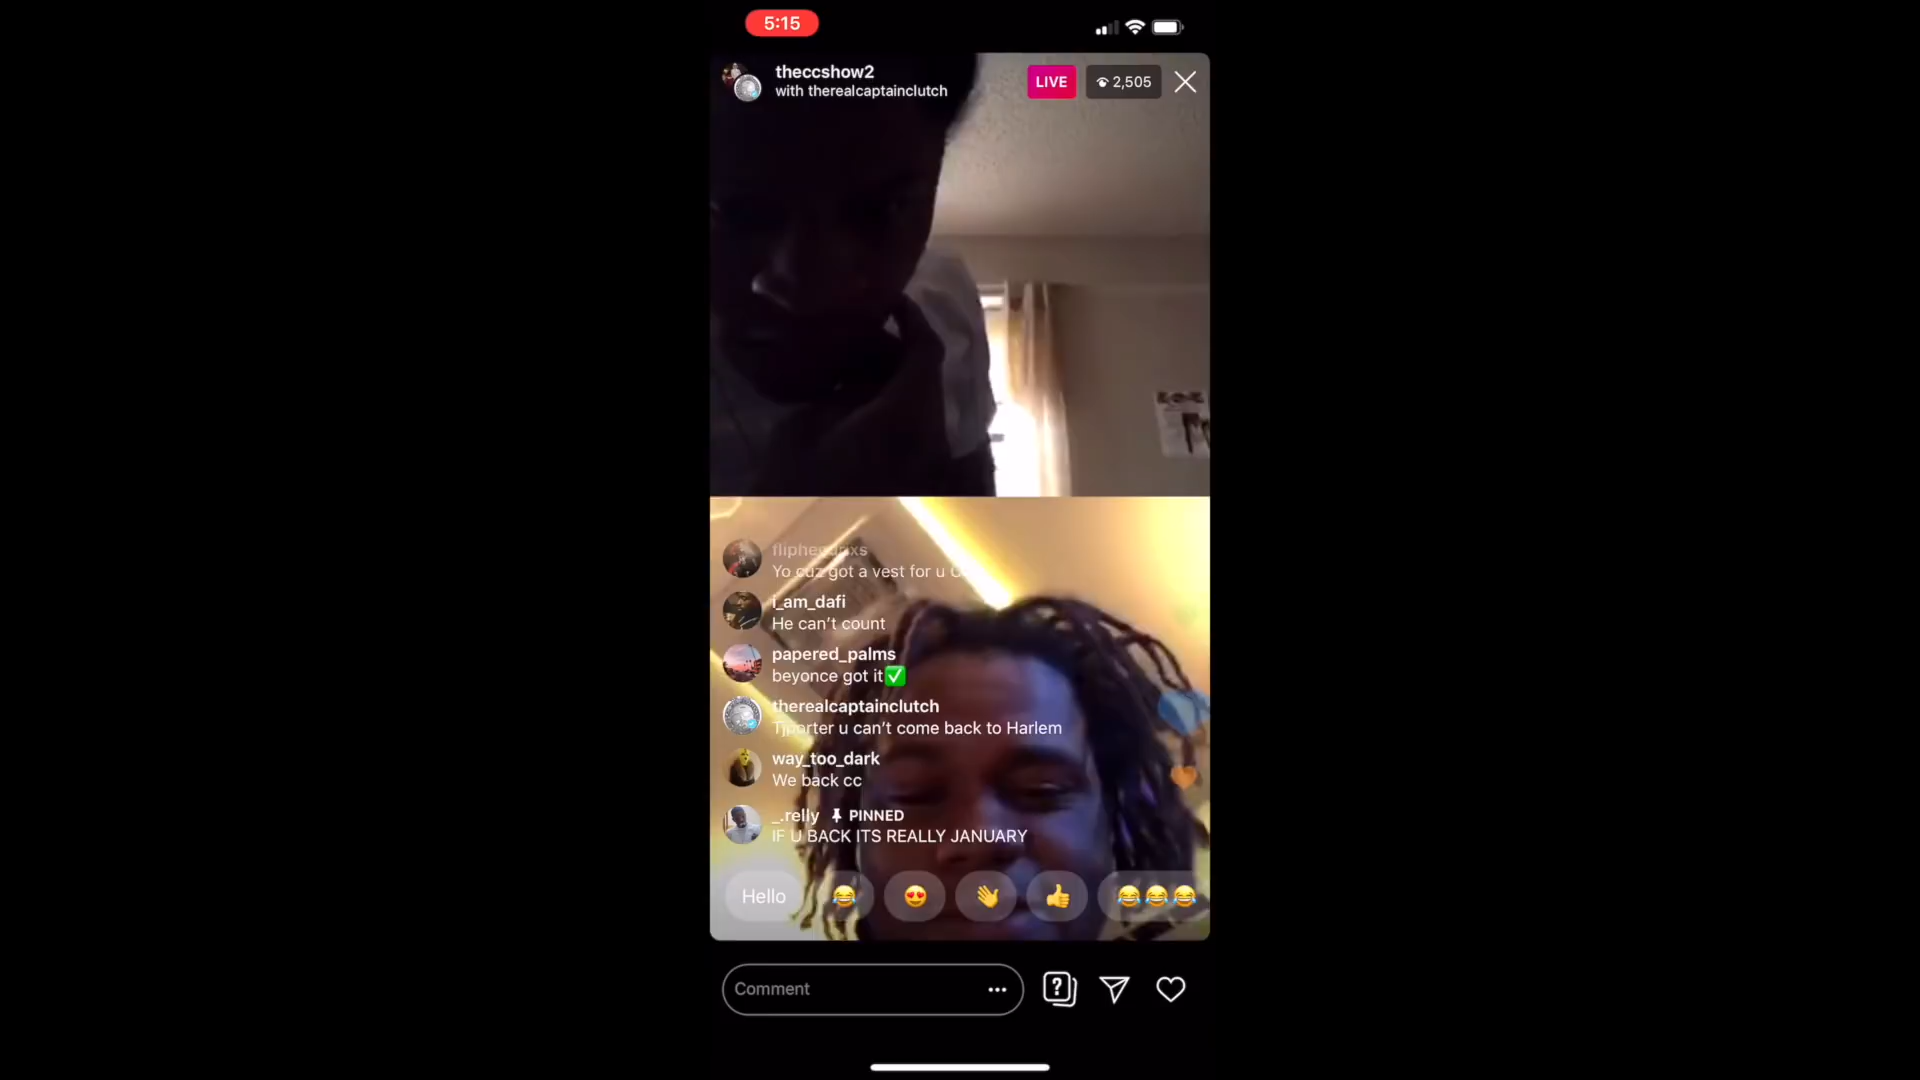 5:15
theccshow2
with therealcaptainclutch
LIVE
2,505
Yo cuz got a vest for u
i_am_dafi
He can’t count
papered_palms
beyonce got it✅
therealcaptainclutch
Tjporter u can’t come back to Harlem
way_too_dark
We back cc
_.relly PINNED
IF U BACK ITS REALLY JANUARY
Hello 😂 😍 👋 👍 😂😂😂
Comment